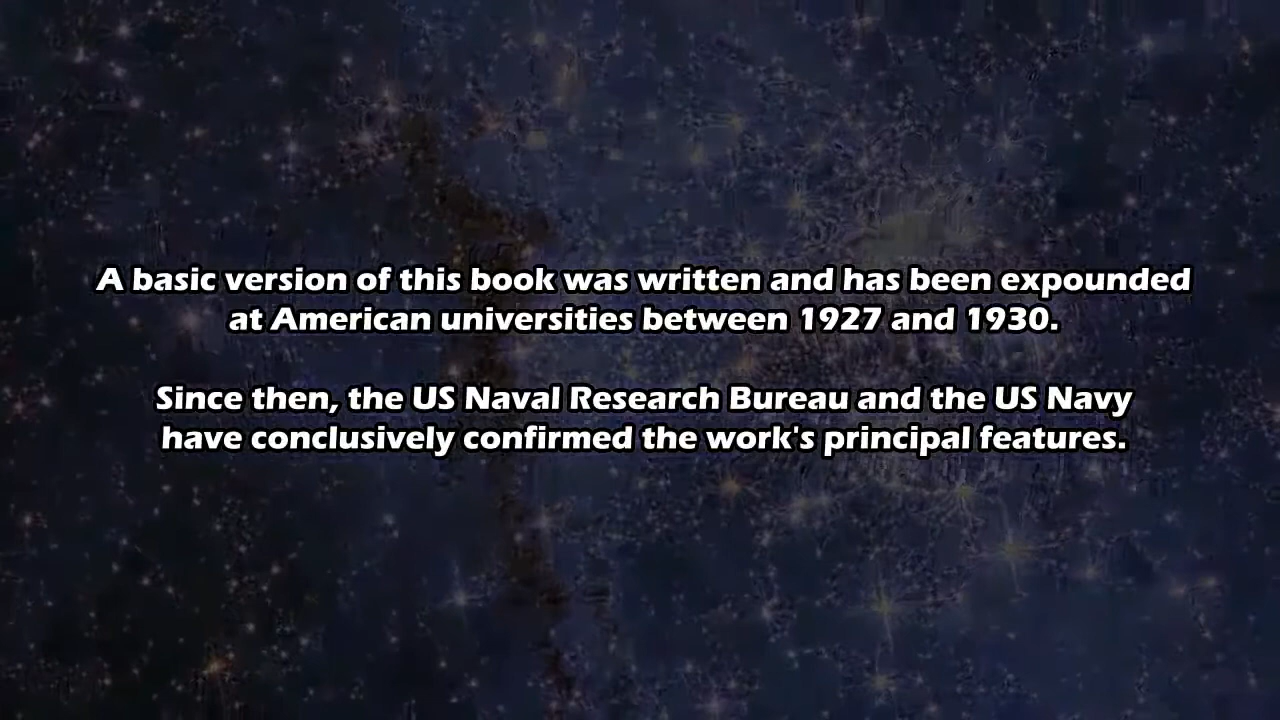 A basic version of this book was written and has been expounded
at American universities between 1927 and 1930.
Since then, the US Naval Research Bureau and the US Navy
have conclusively confirmed the work's principal features.